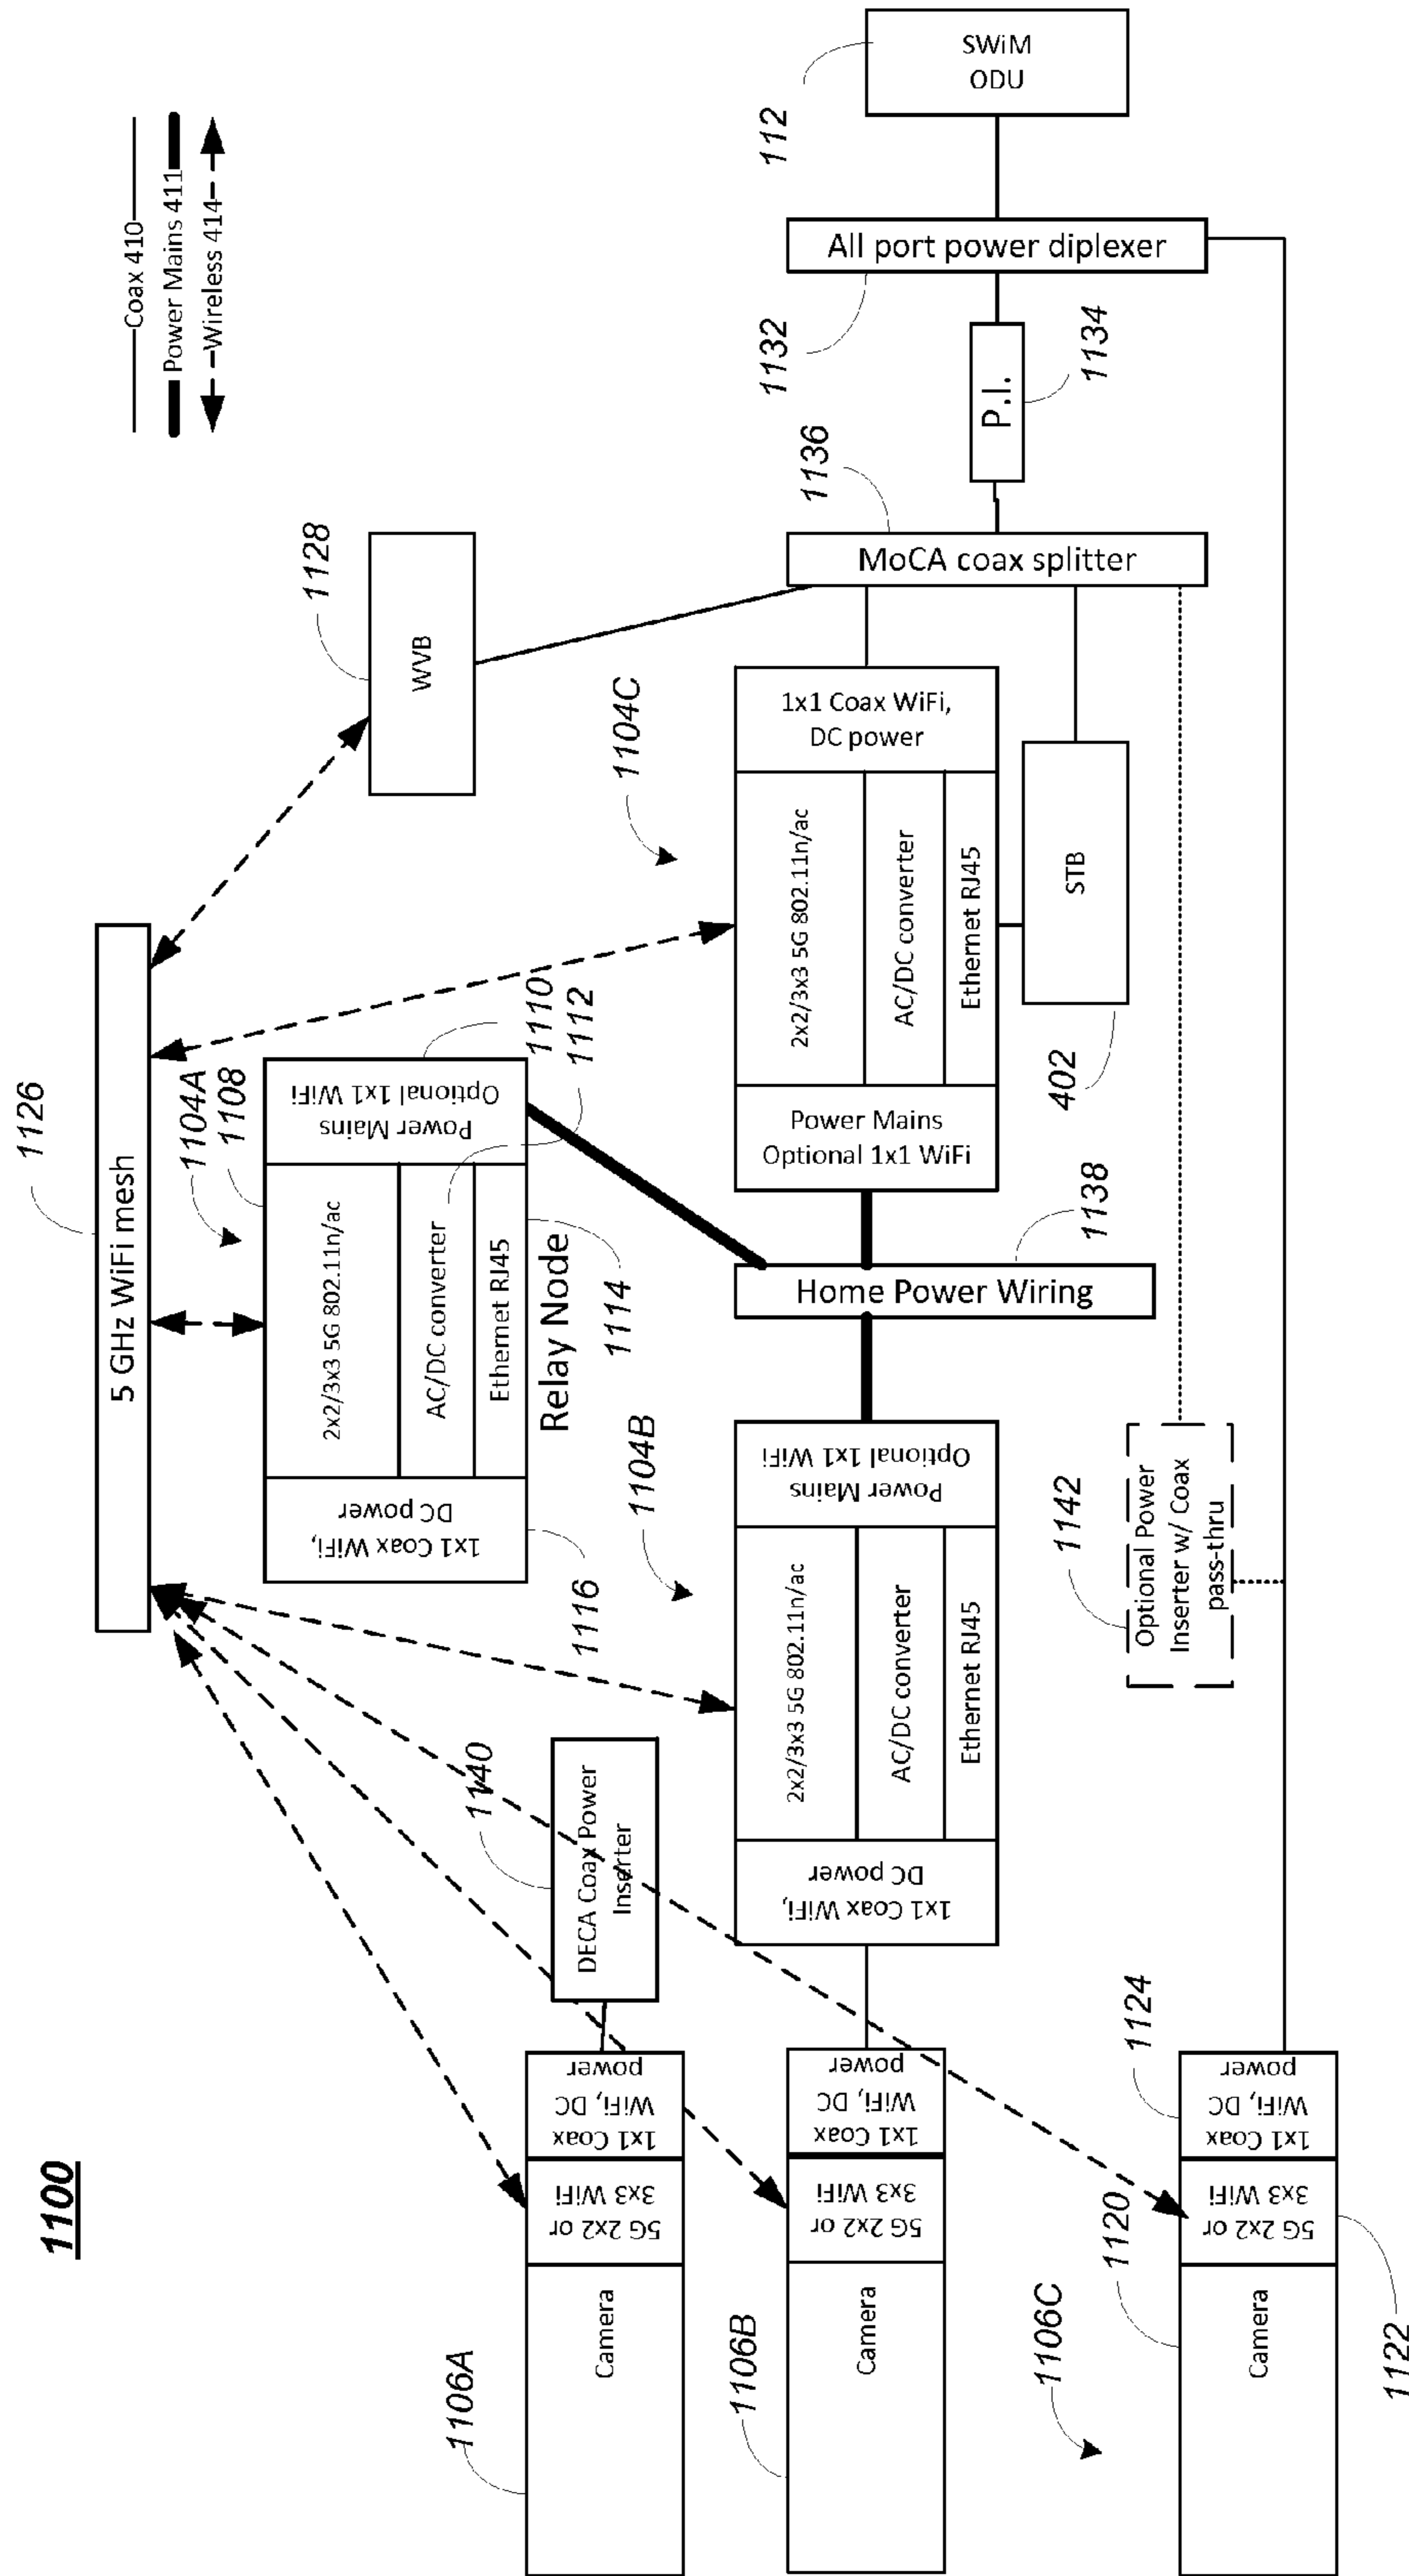 1100
Coax 410
Power Mains 411
Wireless 414
1126
5 GHz WiFi mesh
1128
WVB
1104A
1108
2x2/3x3 5G 802.11n/ac
AC/DC converter
Ethernet RJ45
Power Mains
Optional 1x1 WiFi
1x1 Coax WiFi,
DC power
Relay Node
1110
1112
1114
1116
1140
DECA Coax Power
Inserter
1104B
1x1 Coax WiFi,
DC power
2x2/3x3 5G 802.11n/ac
AC/DC converter
Ethernet RJ45
Power Mains
Optional 1x1 WiFi
1138
Home Power Wiring
1104C
Power Mains
Optional 1x1 WiFi
2x2/3x3 5G 802.11n/ac
AC/DC converter
Ethernet RJ45
1x1 Coax WiFi,
DC power
402
STB
1136
MoCA coax splitter
P.I.
1134
1132
All port power diplexer
112
SWiM
ODU
1142
Optional Power
Inserter w/ Coax
pass-thru
1106A
Camera
5G 2x2 or
3x3 WiFi
1x1 Coax
WiFi, DC
power
1106B
Camera
5G 2x2 or
3x3 WiFi
1x1 Coax
WiFi, DC
power
1106C
1120
1124
Camera
5G 2x2 or
3x3 WiFi
1x1 Coax
WiFi, DC
power
1122